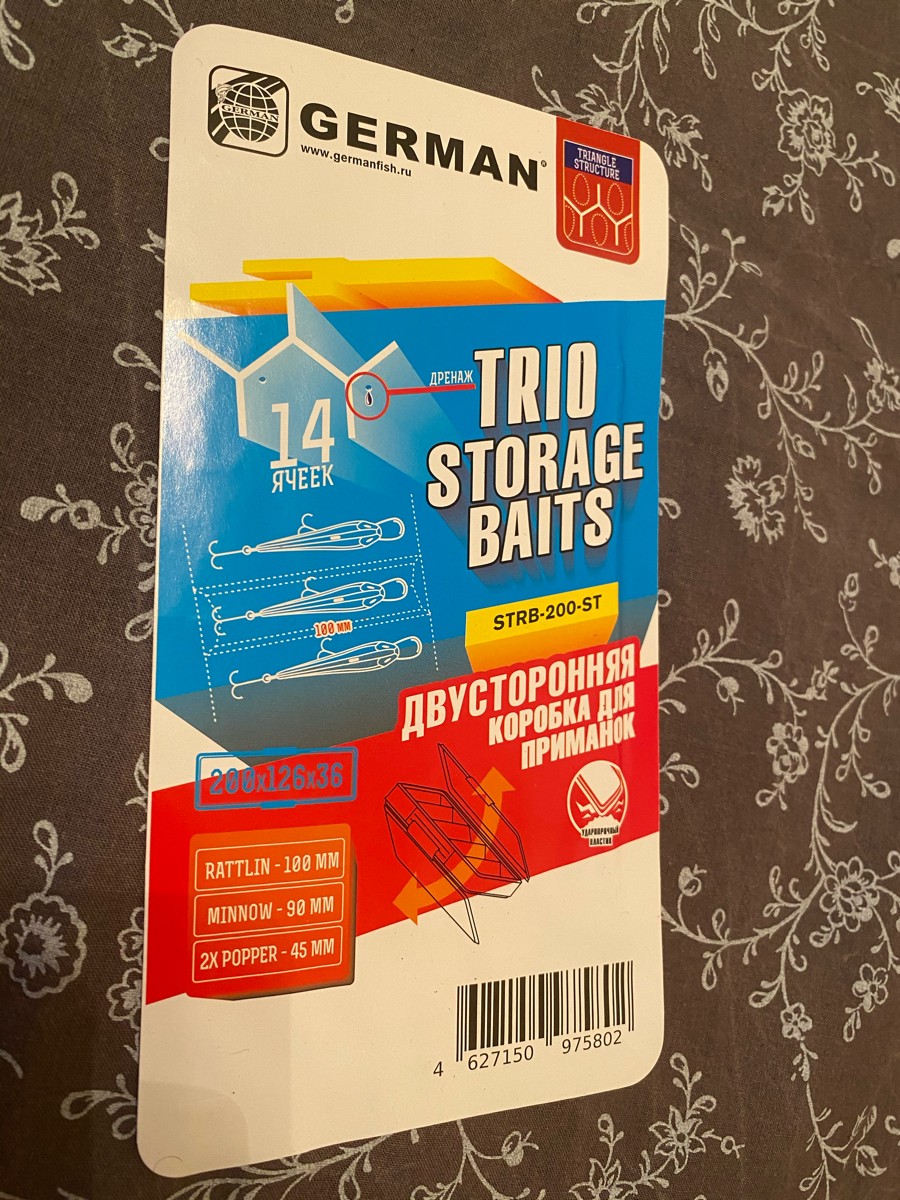 GERMAN
GERMAN®
www.germanfish.ru
TRIANGLE
STRUCTURE
ДРЕНАЖ
14
ЯЧЕЕК
TRIO
STORAGE
BAITS
100 мм
STRB-200-ST
ДВУСТОРОННЯЯ
КОРОБКА ДЛЯ
ПРИМАНОК
200x126x36
УДАРОПРОЧНЫЙ
ПЛАСТИК
RATTLIN - 100 MM
MINNOW - 90 MM
2X POPPER - 45 MM
4 627150 975802